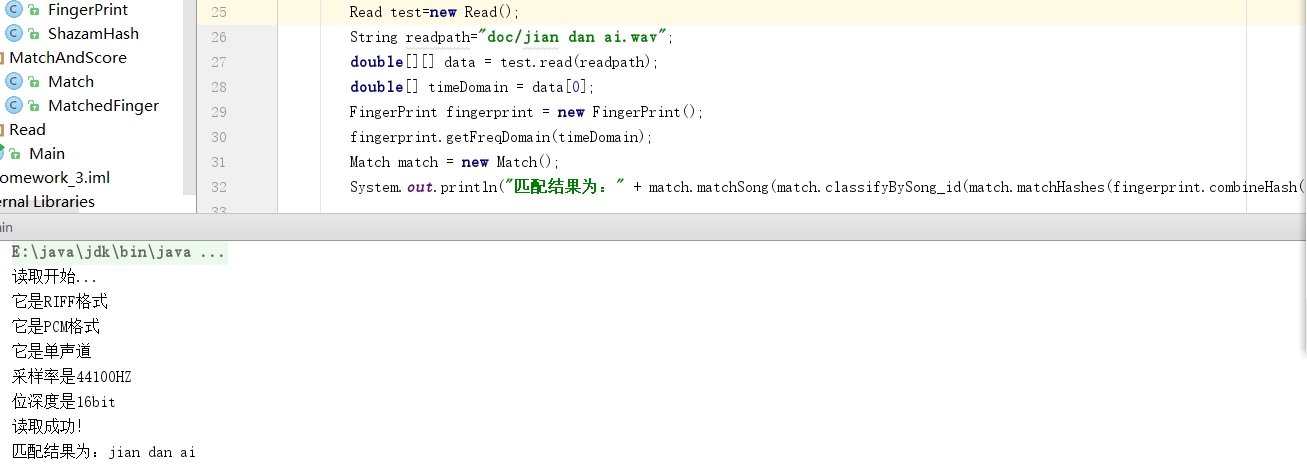 FingerPrint
ShazamHash
MatchAndScore
Match
MatchedFinger
Read
Main
omework_3.iml
rnal Libraries
25 Read test=new Read();
26 String readpath="doc/jian dan ai.wav";
27 double[][] data = test.read(readpath);
28 double[] timeDomain = data[0];
29 FingerPrint fingerprint = new FingerPrint();
30 fingerprint.getFreqDomain(timeDomain);
31 Match match = new Match();
32 System.out.println("匹配结果为：" + match.matchSong(match.classifyBySong_id(match.matchHashes(fingerprint.combineHash(
33
ain
E:\java\jdk\bin\java ...
读取开始...
它是RIFF格式
它是PCM格式
它是单声道
采样率是44100HZ
位深度是16bit
读取成功!
匹配结果为：jian dan ai